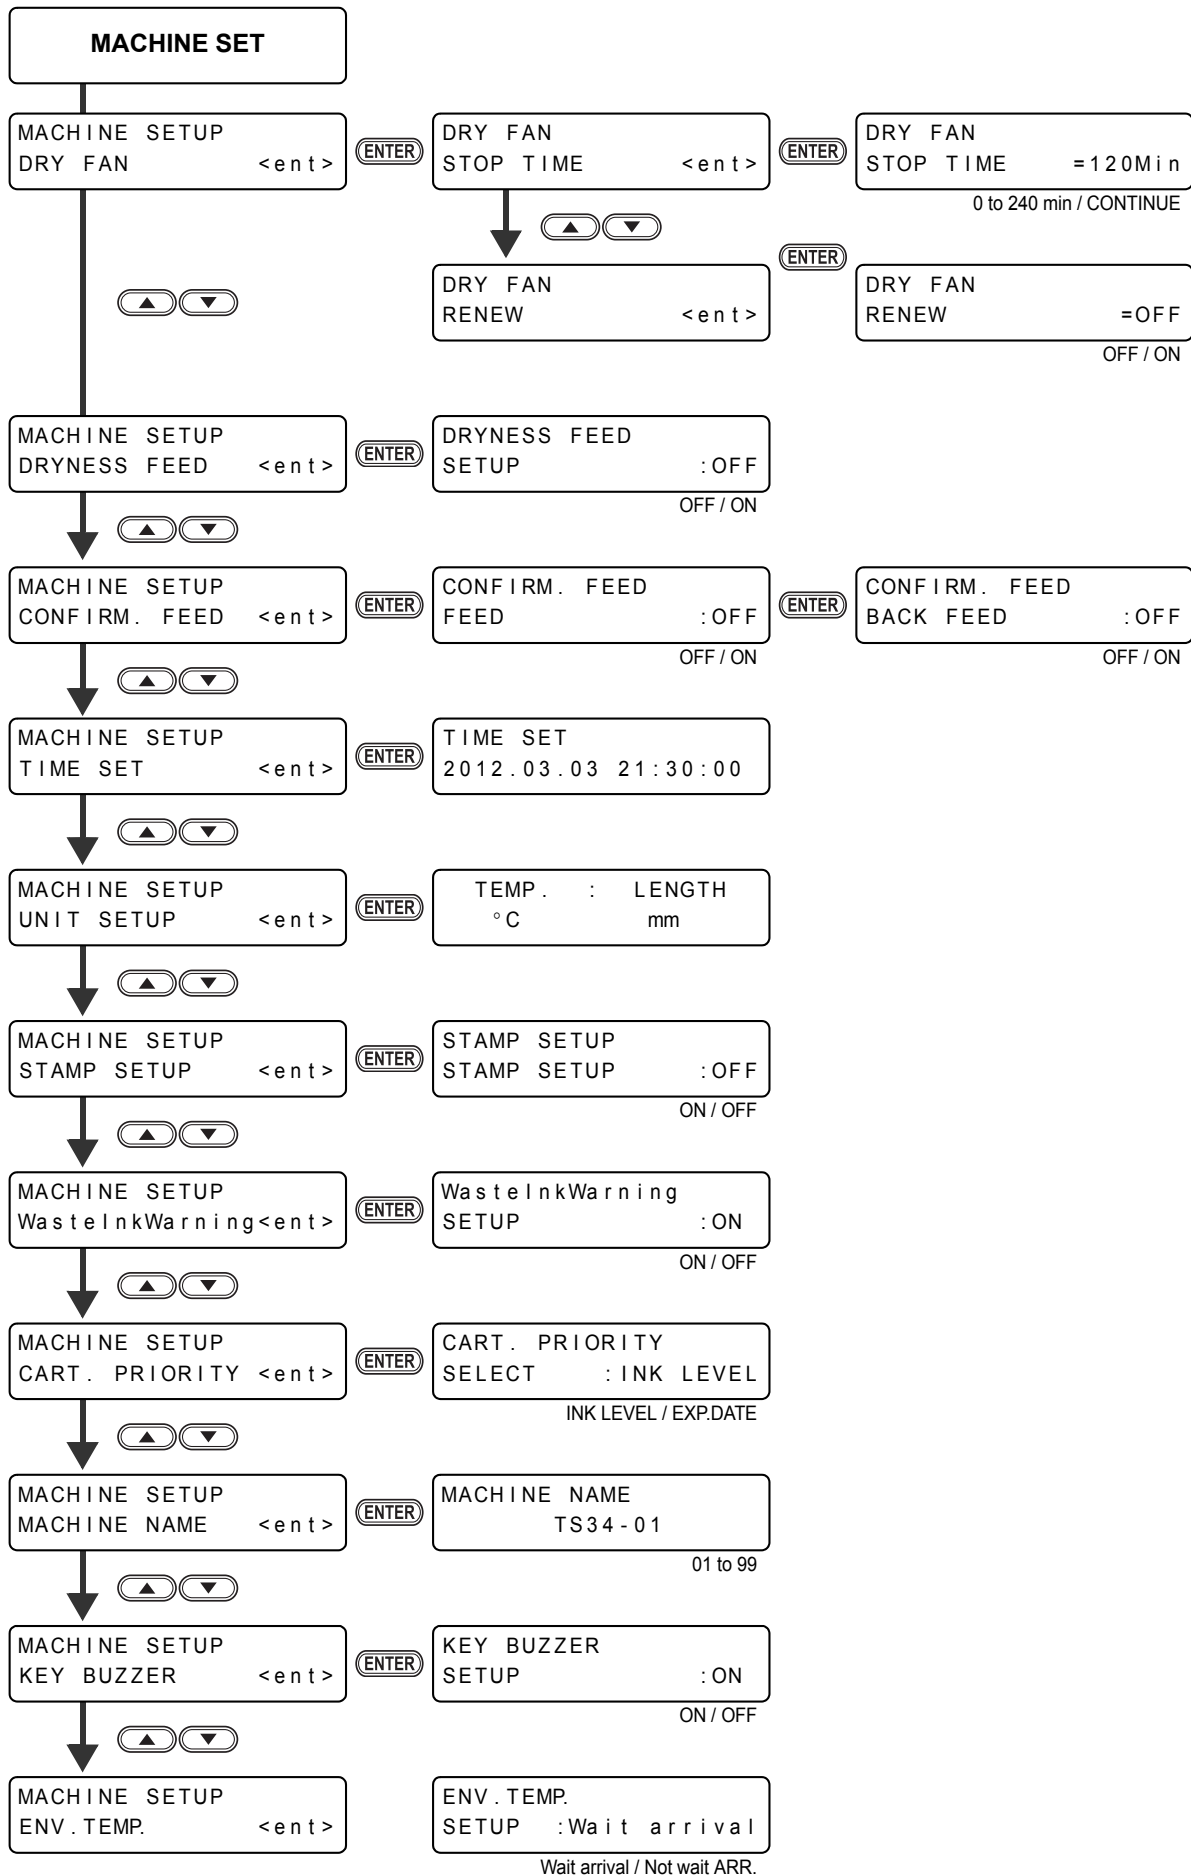 MACHINE SET
MACHINE SETUP
DRY FAN <ent>
ENTER
DRY FAN
STOP TIME <ent>
ENTER
DRY FAN
STOP TIME =120Min
0 to 240 min / CONTINUE
DRY FAN
RENEW <ent>
ENTER
DRY FAN
RENEW =OFF
OFF / ON
MACHINE SETUP
DRYNESS FEED <ent>
ENTER
DRYNESS FEED
SETUP :OFF
OFF / ON
MACHINE SETUP
CONFIRM. FEED <ent>
ENTER
CONFIRM. FEED
FEED :OFF
OFF / ON
ENTER
CONFIRM. FEED
BACK FEED :OFF
OFF / ON
MACHINE SETUP
TIME SET <ent>
ENTER
TIME SET
2012.03.03 21:30:00
MACHINE SETUP
UNIT SETUP <ent>
ENTER
TEMP. : LENGTH
°C mm
MACHINE SETUP
STAMP SETUP <ent>
ENTER
STAMP SETUP
STAMP SETUP :OFF
ON / OFF
MACHINE SETUP
WasteInkWarning<ent>
ENTER
WasteInkWarning
SETUP :ON
ON / OFF
MACHINE SETUP
CART. PRIORITY <ent>
ENTER
CART. PRIORITY
SELECT :INK LEVEL
INK LEVEL / EXP.DATE
MACHINE SETUP
MACHINE NAME <ent>
ENTER
MACHINE NAME
TS34-01
01 to 99
MACHINE SETUP
KEY BUZZER <ent>
ENTER
KEY BUZZER
SETUP :ON
ON / OFF
MACHINE SETUP
ENV.TEMP. <ent>
ENV.TEMP.
SETUP :Wait arrival
Wait arrival / Not wait ARR.